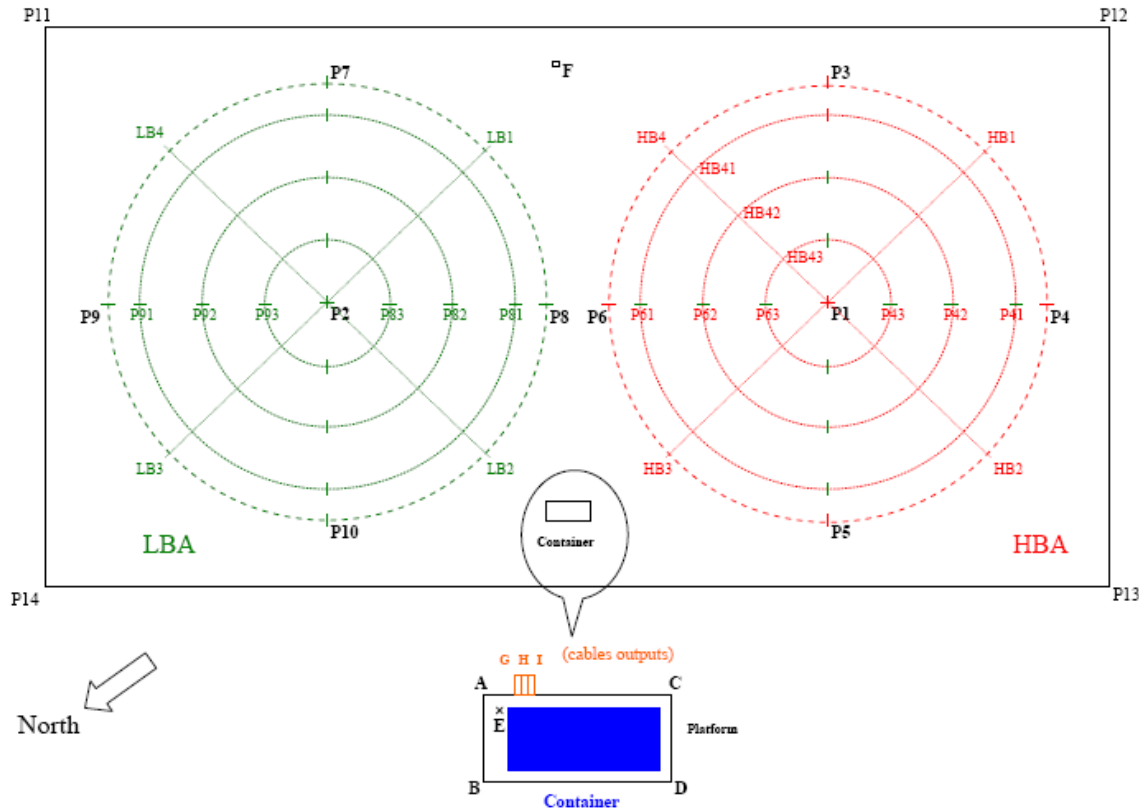 P11
P12
P7
F
P3
LB4
LB1
HB4
HB1
HB41
HB42
HB43
P9
P91
P92
P93
P2
P83
P82
P81
P8
P6
P61
P62
P63
P1
P43
P42
P41
P4
LB3
LB2
HB3
HB2
P10
P5
LBA
Container
HBA
P14
P13
G H I
(cables outputs)
A
C
North
E
Platform
B
D
Container